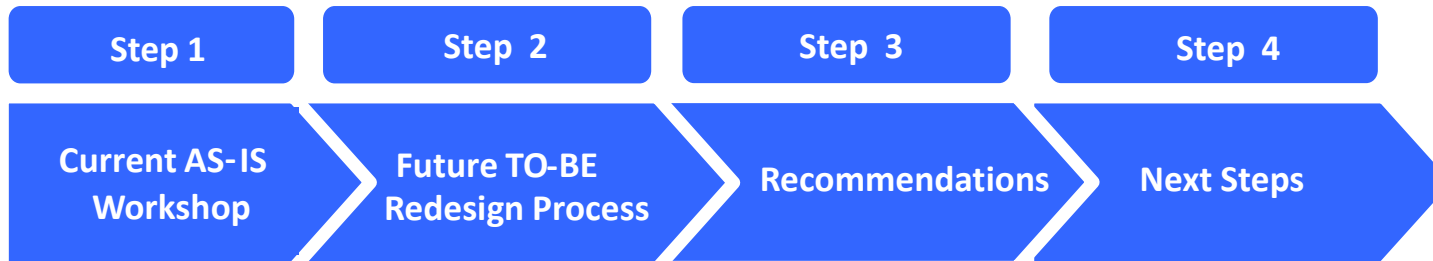 Step 1
Step 2
Step 3
Step 4
Current AS-IS
Workshop
Future TO-BE
Redesign Process
Recommendations
Next Steps